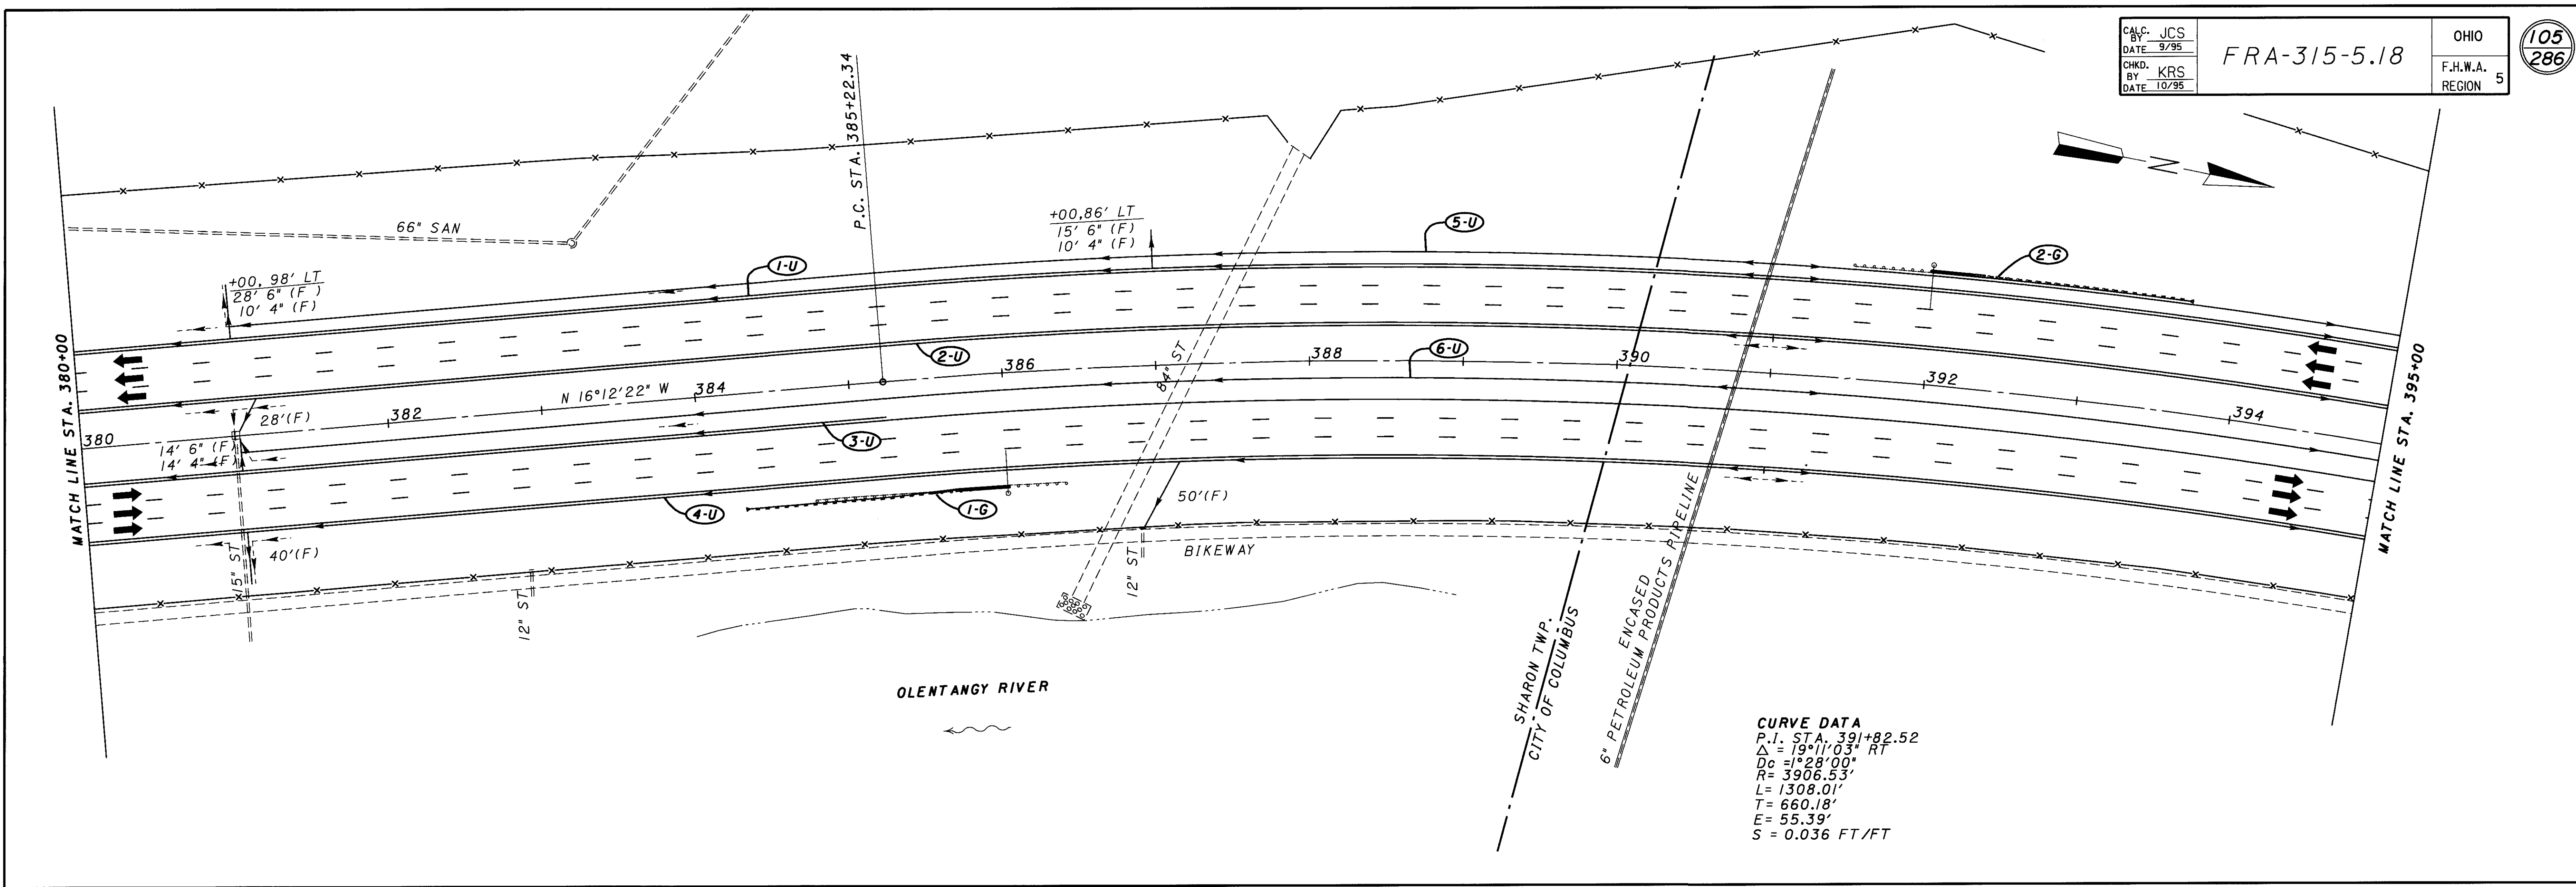 CALC. BY JCS
DATE 9/95
CHKD. BY KRS
DATE 10/95
FRA-315-5.18
OHIO
F.H.W.A. REGION 5
105
286
N
P.C. STA. 385+22.34
66" SAN
+00, 98' LT
28' 6" (F)
10' 4" (F)
1-U
+00,86' LT
15' 6" (F)
10' 4" (F)
5-U
2-G
MATCH LINE STA. 380+00
2-U
84" ST
6-U
380
382
N 16°12'22" W
384
386
388
390
392
394
MATCH LINE STA. 395+00
28'(F)
14' 6" (F)
14' 4" (F)
3-U
4-U
1-G
50'(F)
15" ST
40'(F)
12" ST
12" ST
BIKEWAY
OLENTANGY RIVER
SHARON TWP.
CITY OF COLUMBUS
ENCASED
6" PETROLEUM PRODUCTS PIPELINE
CURVE DATA
P.I. STA. 391+82.52
Δ = 19°11'03" RT
Dc =1°28'00"
R= 3906.53'
L= 1308.01'
T= 660.18'
E= 55.39'
S = 0.036 FT/FT